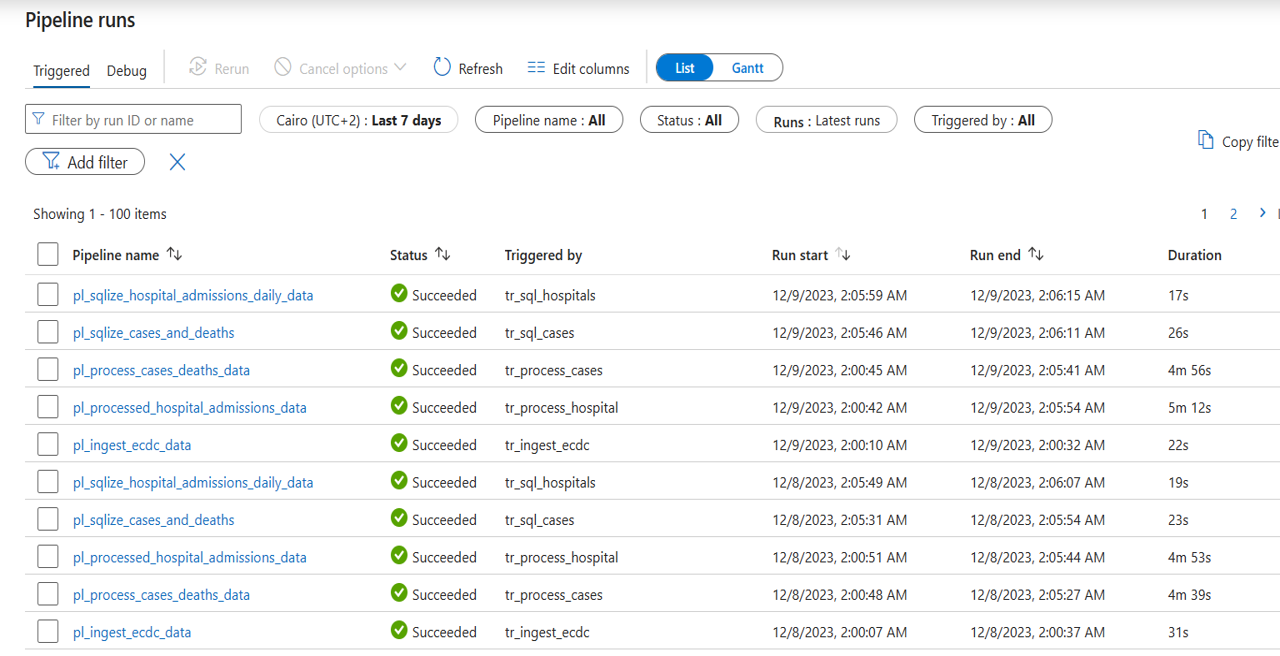 Pipeline runs
Triggered Debug Rerun Cancel options Refresh Edit columns List Gantt
Filter by run ID or name Cairo (UTC+2) : Last 7 days Pipeline name : All Status : All Runs : Latest runs Triggered by : All
Copy filte
Add filter
Showing 1 - 100 items 1 2
Pipeline name Status Triggered by Run start Run end Duration
pl_sqlize_hospital_admissions_daily_data Succeeded tr_sql_hospitals 12/9/2023, 2:05:59 AM 12/9/2023, 2:06:15 AM 17s
pl_sqlize_cases_and_deaths Succeeded tr_sql_cases 12/9/2023, 2:05:46 AM 12/9/2023, 2:06:11 AM 26s
pl_process_cases_deaths_data Succeeded tr_process_cases 12/9/2023, 2:00:45 AM 12/9/2023, 2:05:41 AM 4m 56s
pl_processed_hospital_admissions_data Succeeded tr_process_hospital 12/9/2023, 2:00:42 AM 12/9/2023, 2:05:54 AM 5m 12s
pl_ingest_ecdc_data Succeeded tr_ingest_ecdc 12/9/2023, 2:00:10 AM 12/9/2023, 2:00:32 AM 22s
pl_sqlize_hospital_admissions_daily_data Succeeded tr_sql_hospitals 12/8/2023, 2:05:49 AM 12/8/2023, 2:06:07 AM 19s
pl_sqlize_cases_and_deaths Succeeded tr_sql_cases 12/8/2023, 2:05:31 AM 12/8/2023, 2:05:54 AM 23s
pl_processed_hospital_admissions_data Succeeded tr_process_hospital 12/8/2023, 2:00:51 AM 12/8/2023, 2:05:44 AM 4m 53s
pl_process_cases_deaths_data Succeeded tr_process_cases 12/8/2023, 2:00:48 AM 12/8/2023, 2:05:27 AM 4m 39s
pl_ingest_ecdc_data Succeeded tr_ingest_ecdc 12/8/2023, 2:00:07 AM 12/8/2023, 2:00:37 AM 31s